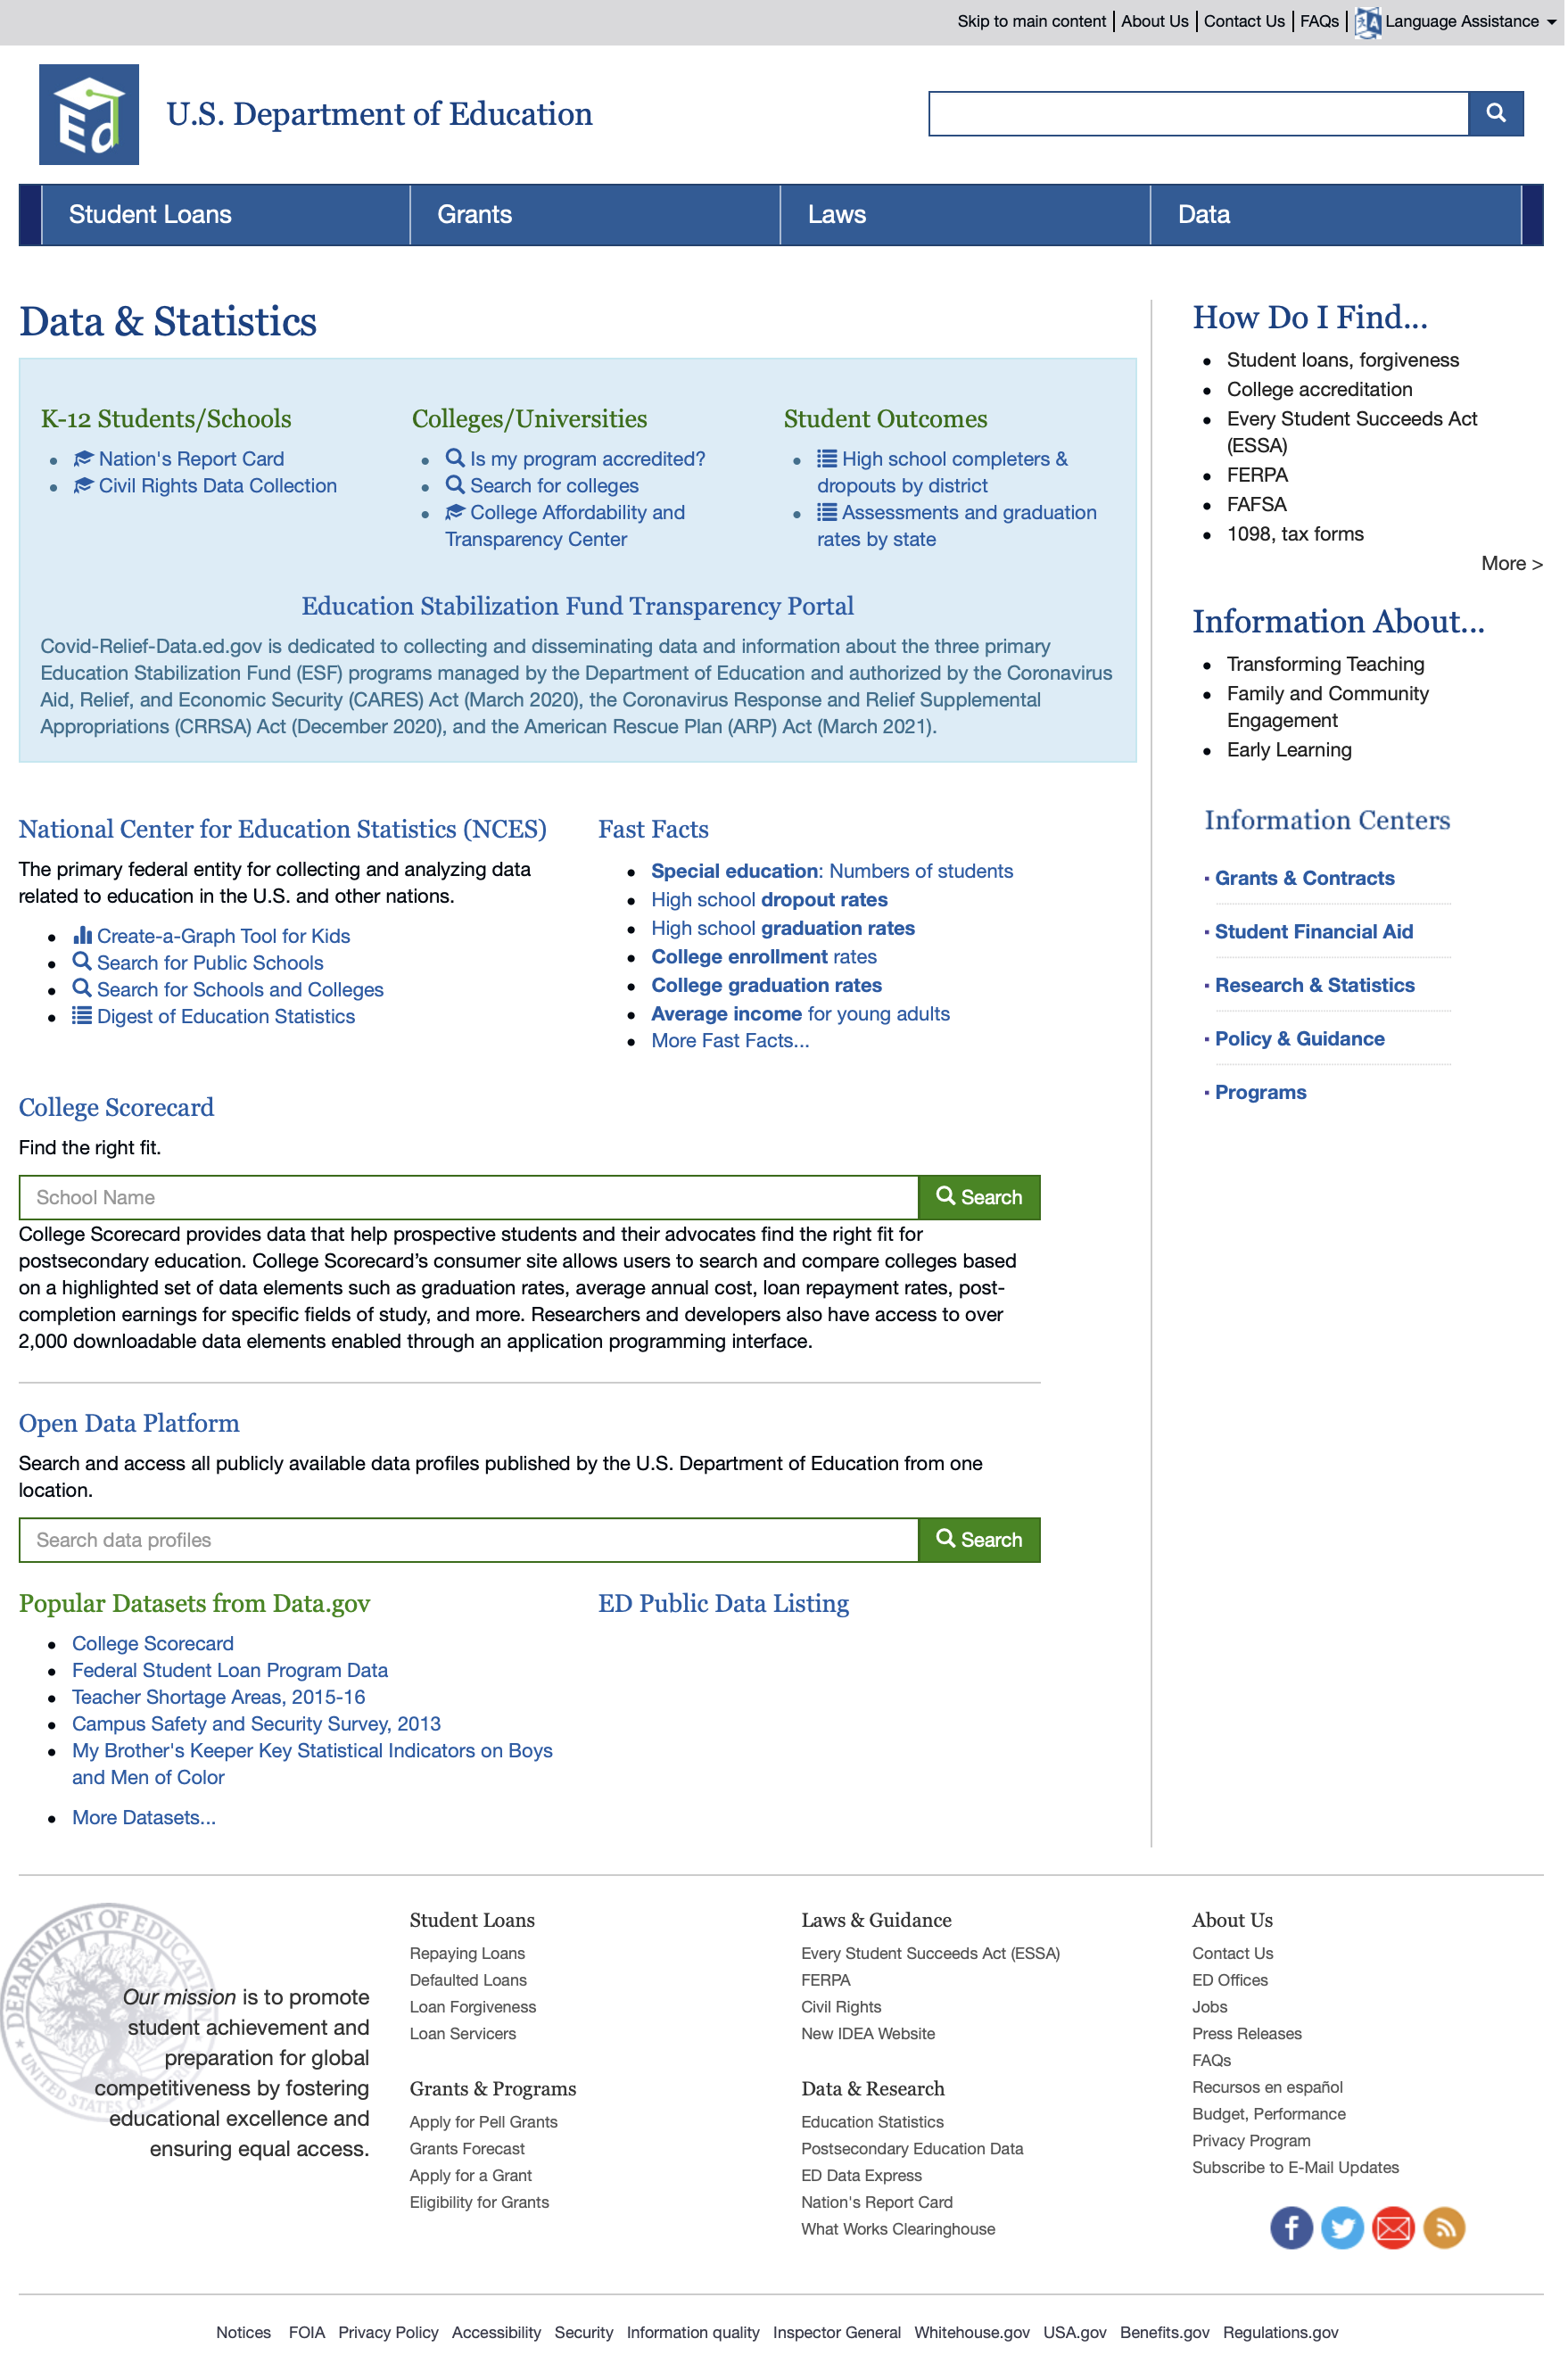 Skip to main content
About Us
Contact Us
FAQs
Language Assistance
Ed
U.S. Department of Education
Student Loans
Grants
Laws
Data
Data & Statistics
K-12 Students/Schools
Nation's Report Card
Civil Rights Data Collection
Colleges/Universities
Is my program accredited?
Search for colleges
College Affordability and
Transparency Center
Student Outcomes
High school completers &
dropouts by district
Assessments and graduation
rates by state
Education Stabilization Fund Transparency Portal
Covid-Relief-Data.ed.gov is dedicated to collecting and disseminating data and information about the three primary
Education Stabilization Fund (ESF) programs managed by the Department of Education and authorized by the Coronavirus
Aid, Relief, and Economic Security (CARES) Act (March 2020), the Coronavirus Response and Relief Supplemental
Appropriations (CRRSA) Act (December 2020), and the American Rescue Plan (ARP) Act (March 2021).
National Center for Education Statistics (NCES)
The primary federal entity for collecting and analyzing data
related to education in the U.S. and other nations.
Create-a-Graph Tool for Kids
Search for Public Schools
Search for Schools and Colleges
Digest of Education Statistics
Fast Facts
Special education: Numbers of students
High school dropout rates
High school graduation rates
College enrollment rates
College graduation rates
Average income for young adults
More Fast Facts...
College Scorecard
Find the right fit.
School Name
Search
College Scorecard provides data that help prospective students and their advocates find the right fit for
postsecondary education. College Scorecard’s consumer site allows users to search and compare colleges based
on a highlighted set of data elements such as graduation rates, average annual cost, loan repayment rates, post-
completion earnings for specific fields of study, and more. Researchers and developers also have access to over
2,000 downloadable data elements enabled through an application programming interface.
Open Data Platform
Search and access all publicly available data profiles published by the U.S. Department of Education from one
location.
Search data profiles
Search
Popular Datasets from Data.gov
College Scorecard
Federal Student Loan Program Data
Teacher Shortage Areas, 2015-16
Campus Safety and Security Survey, 2013
My Brother's Keeper Key Statistical Indicators on Boys
and Men of Color
More Datasets...
ED Public Data Listing
How Do I Find...
Student loans, forgiveness
College accreditation
Every Student Succeeds Act
(ESSA)
FERPA
FAFSA
1098, tax forms
More >
Information About...
Transforming Teaching
Family and Community
Engagement
Early Learning
Information Centers
Grants & Contracts
Student Financial Aid
Research & Statistics
Policy & Guidance
Programs
DEPARTMENT OF EDUCATION
UNITED STATES OF
Our mission is to promote
student achievement and
preparation for global
competitiveness by fostering
educational excellence and
ensuring equal access.
Student Loans
Repaying Loans
Defaulted Loans
Loan Forgiveness
Loan Servicers
Grants & Programs
Apply for Pell Grants
Grants Forecast
Apply for a Grant
Eligibility for Grants
Laws & Guidance
Every Student Succeeds Act (ESSA)
FERPA
Civil Rights
New IDEA Website
Data & Research
Education Statistics
Postsecondary Education Data
ED Data Express
Nation's Report Card
What Works Clearinghouse
About Us
Contact Us
ED Offices
Jobs
Press Releases
FAQs
Recursos en español
Budget, Performance
Privacy Program
Subscribe to E-Mail Updates
Notices FOIA Privacy Policy Accessibility Security Information quality Inspector General Whitehouse.gov USA.gov Benefits.gov Regulations.gov